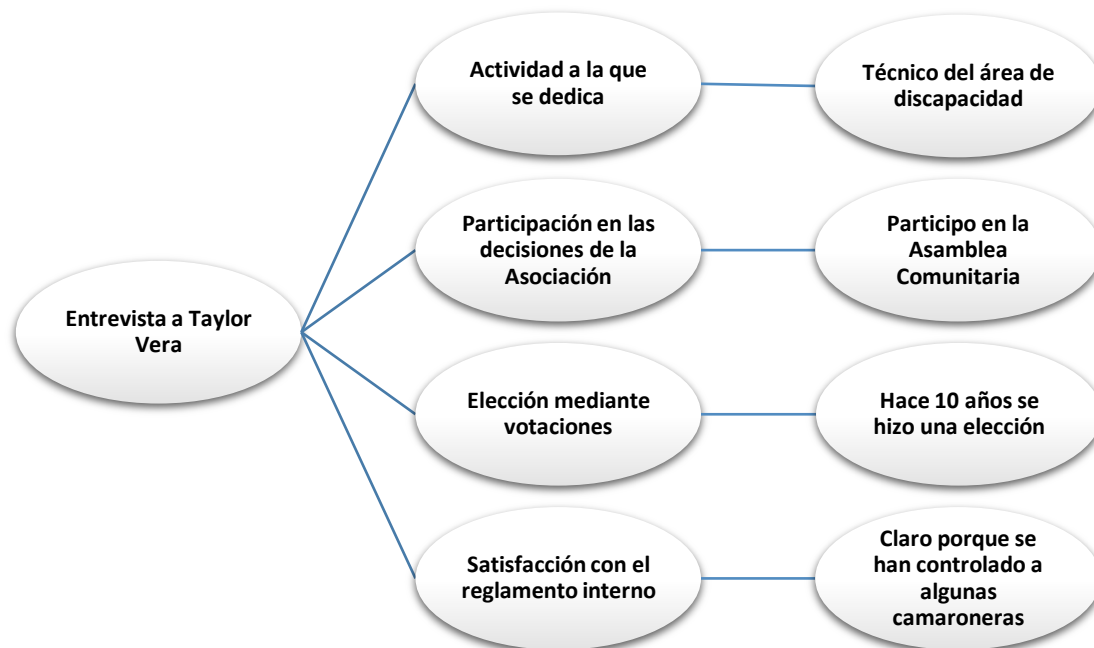 Entrevista a Taylor
Vera
Actividad a la que
se dedica
Técnico del área de
discapacidad
Participación en las
decisiones de la
Asociación
Participo en la
Asamblea
Comunitaria
Elección mediante
votaciones
Hace 10 años se
hizo una elección
Satisfacción con el
reglamento interno
Claro porque se
han controlado a
algunas
camaroneras